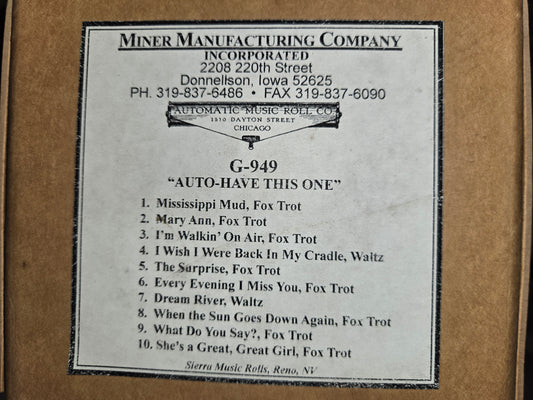 MINER MANUFACTURING COMPANY
INCORPORATED
2208 220th Street
Donnellson, Iowa 52625
PH. 319-837-6486 • FAX 319-837-6090
AUTOMATIC MUSIC ROLL CO.
1510 DAYTON STREET
CHICAGO
G-949
"AUTO-HAVE THIS ONE"
1. Mississippi Mud, Fox Trot
2. Mary Ann, Fox Trot
3. I'm Walkin' On Air, Fox Trot
4. I Wish I Were Back In My Cradle, Waltz
5. The Surprise, Fox Trot
6. Every Evening I Miss You, Fox Trot
7. Dream River, Waltz
8. When the Sun Goes Down Again, Fox Trot
9. What Do You Say?, Fox Trot
10. She's a Great, Great Girl, Fox Trot
Sierra Music Rolls, Reno, NV